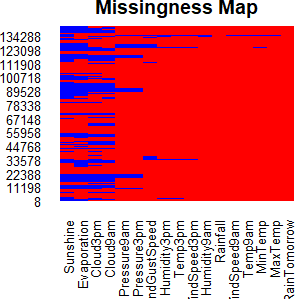 Missingness Map
134288
123098
111908
100718
89528
78338
67148
55958
44768
33578
22388
11198
8
Sunshine
Evaporation
Cloud3pm
Cloud9am
Pressure9am
Pressure3pm
indGustSpeed
Humidity3pm
Temp3pm
indSpeed3pm
Humidity9am
Rainfall
indSpeed9am
Temp9am
MinTemp
MaxTemp
RainTomorrow